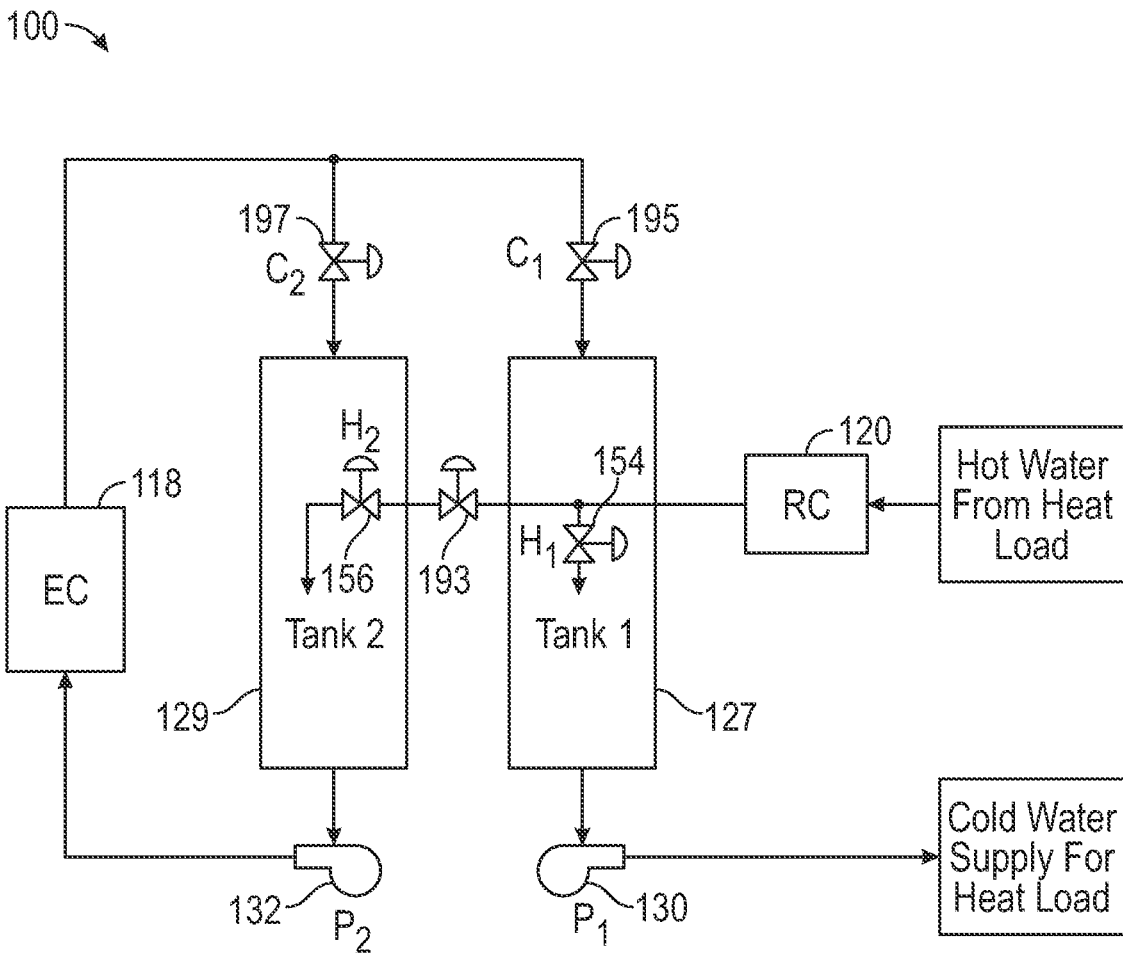 100
197
195
C2
C1
H2
120
Hot Water
From Heat
Load
154
118
RC
H1
156
193
EC
Tank 2
Tank 1
129
127
Cold Water
Supply For
Heat Load
132
P2
130
P1